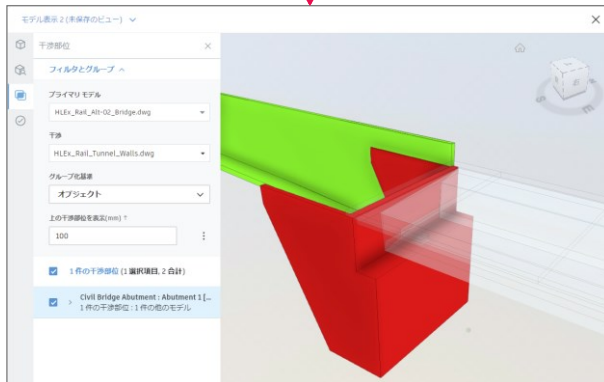 モデル表示 2 (未保存のビュー)
干渉部位
フィルタとグループ
プライマリ モデル
HLEx_Rail_Alt-02_Bridge.dwg
干渉
HLEx_Rail_Tunnel_Walls.dwg
グループ化基準
オブジェクト
上の干渉部位を表示(mm) ?
100
1 件の干渉部位 (1 選択項目, 2 合計)
Civil Bridge Abutment : Abutment 1 [...
1 件の干渉部位 : 1 件の他のモデル
S
E